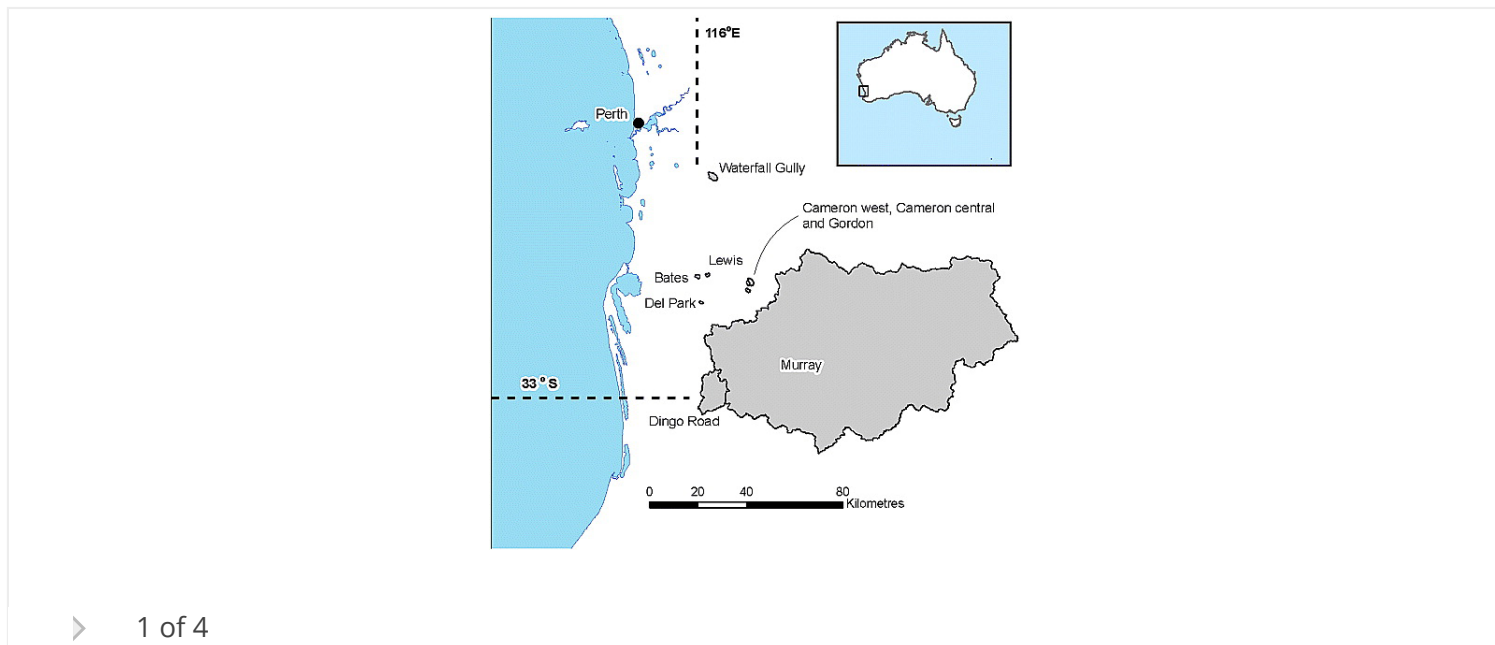 116°E
Perth
Waterfall Gully
Cameron west, Cameron central
and Gordon
Lewis
Bates
Del Park
Murray
33°S
Dingo Road
0 20 40 80
Kilometres
1 of 4